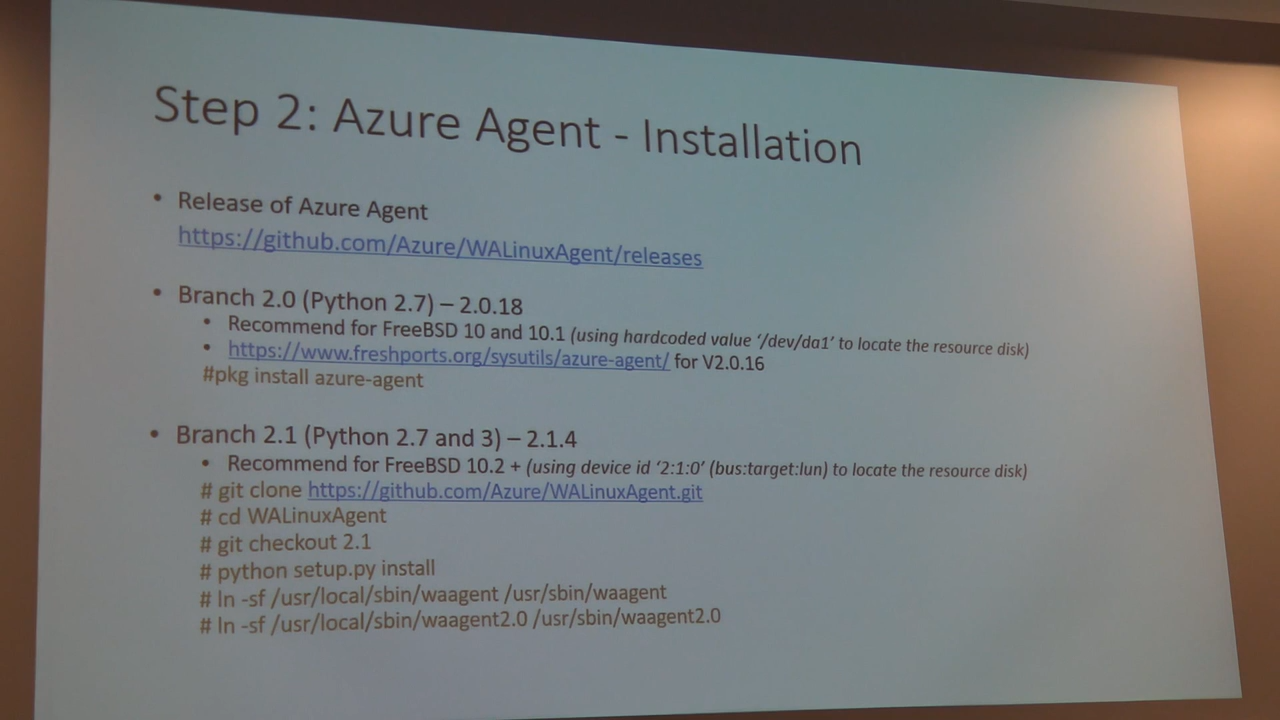 Step 2: Azure Agent - Installation
• Release of Azure Agent
https://github.com/Azure/WALinuxAgent/releases
• Branch 2.0 (Python 2.7) – 2.0.18
• Recommend for FreeBSD 10 and 10.1 (using hardcoded value ‘/dev/da1’ to locate the resource disk)
• https://www.freshports.org/sysutils/azure-agent/ for V2.0.16
#pkg install azure-agent
• Branch 2.1 (Python 2.7 and 3) – 2.1.4
• Recommend for FreeBSD 10.2 + (using device id ‘2:1:0’ (bus:target:lun) to locate the resource disk)
# git clone https://github.com/Azure/WALinuxAgent.git
# cd WALinuxAgent
# git checkout 2.1
# python setup.py install
# ln -sf /usr/local/sbin/waagent /usr/sbin/waagent
# ln -sf /usr/local/sbin/waagent2.0 /usr/sbin/waagent2.0